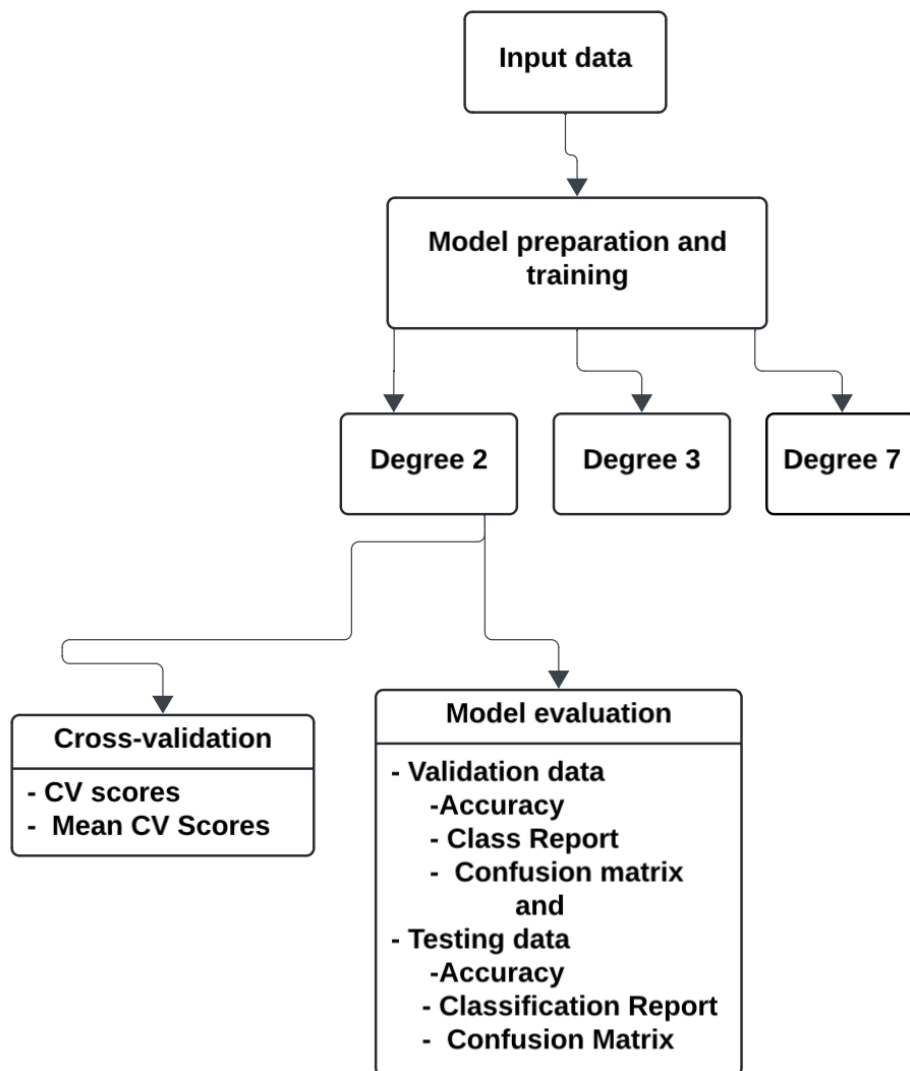 Input data
Model preparation and
training
Degree 2
Degree 3
Degree 7
Cross-validation
- CV scores
-  Mean CV Scores
Model evaluation
- Validation data
-Accuracy
- Class Report
-  Confusion matrix
and
- Testing data
-Accuracy
- Classification Report
-  Confusion Matrix